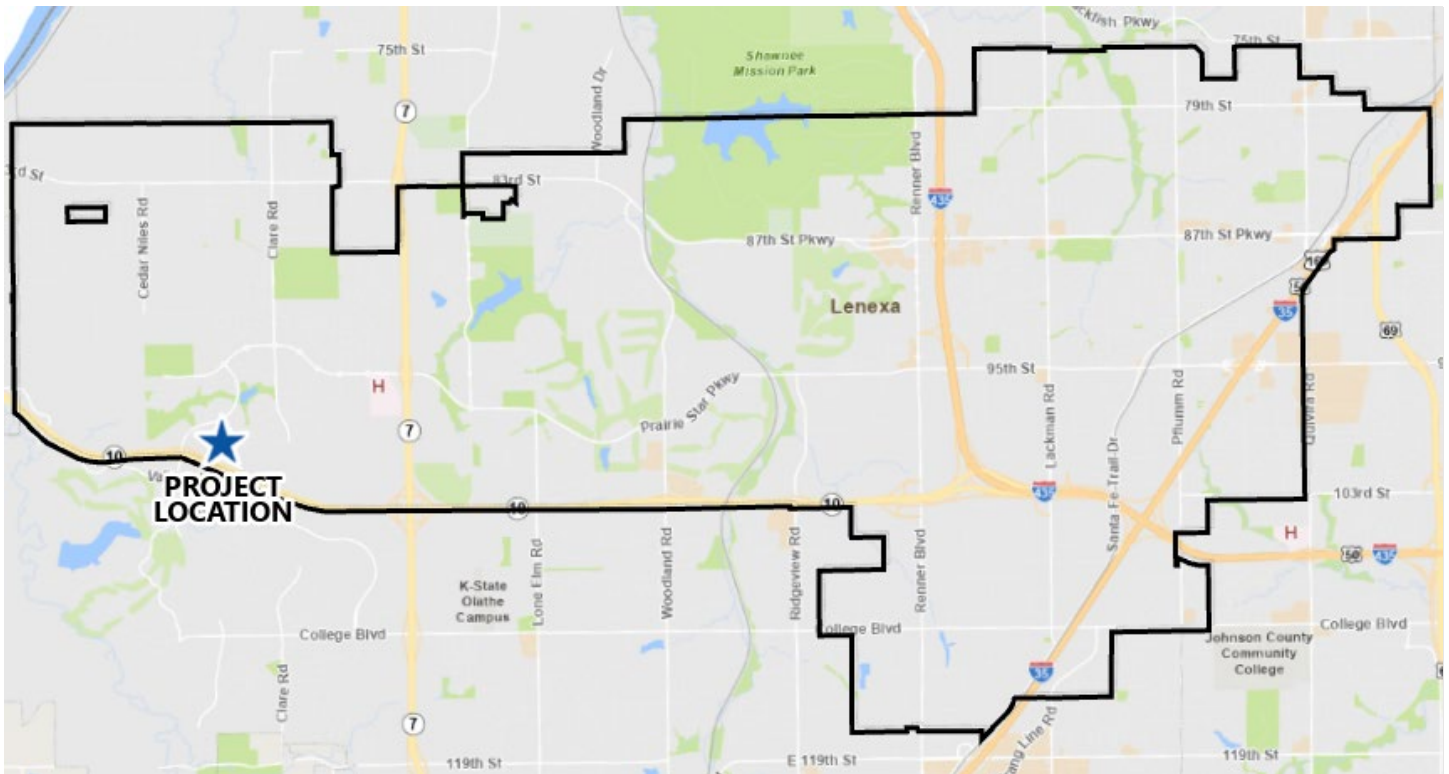 75th St
7
Woodland Dr
Shawnee
Mission Park
75th St
79th St
Renner Blvd
83rd St
Cedar Niles Rd
Clare Rd
435
87th St Pkwy
87th St Pkwy
Lenexa
35
69
H
95th St
Prairie Star Pkwy
Lackman Rd
Pflumm Rd
Quivira Rd
7
10
PROJECT
LOCATION
10
10
435
Santa Fe Trail Dr
103rd St
H
50
435
K-State
Olathe
Campus
Lone Elm Rd
Woodland Rd
Ridgeview Rd
Renner Blvd
College Blvd
College Blvd
College Blvd
Johnson County
Community
College
Clare Rd
35
7
119th St
E 119th St
119th St